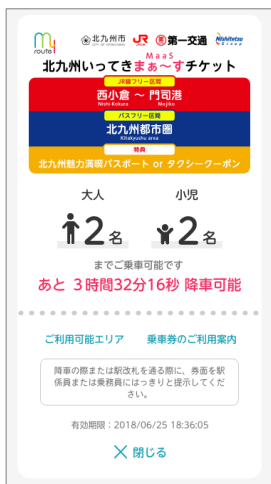 my
route
北九州市
CITY OF KITAKYUSHU
JR
第一交通
Nishitetsu
Group
MaaS
北九州いってきまぁ〜すチケット
JR線フリー区間
西小倉 〜 門司港
Nishi-Kokura Mojiko
バスフリー区間
北九州都市圏
Kitakyushu area
特典
北九州魅力満喫パスポート or タクシークーポン
大人 小児
2名 2名
までご乗車可能です
あと 3時間32分16秒 降車可能
ご利用可能エリア 乗車券のご利用案内
降車の際または駅改札を通る際に、券面を駅
係員または乗務員にはっきりと提示してくだ
さい。
有効期限：2018/06/25 18:36:05
閉じる